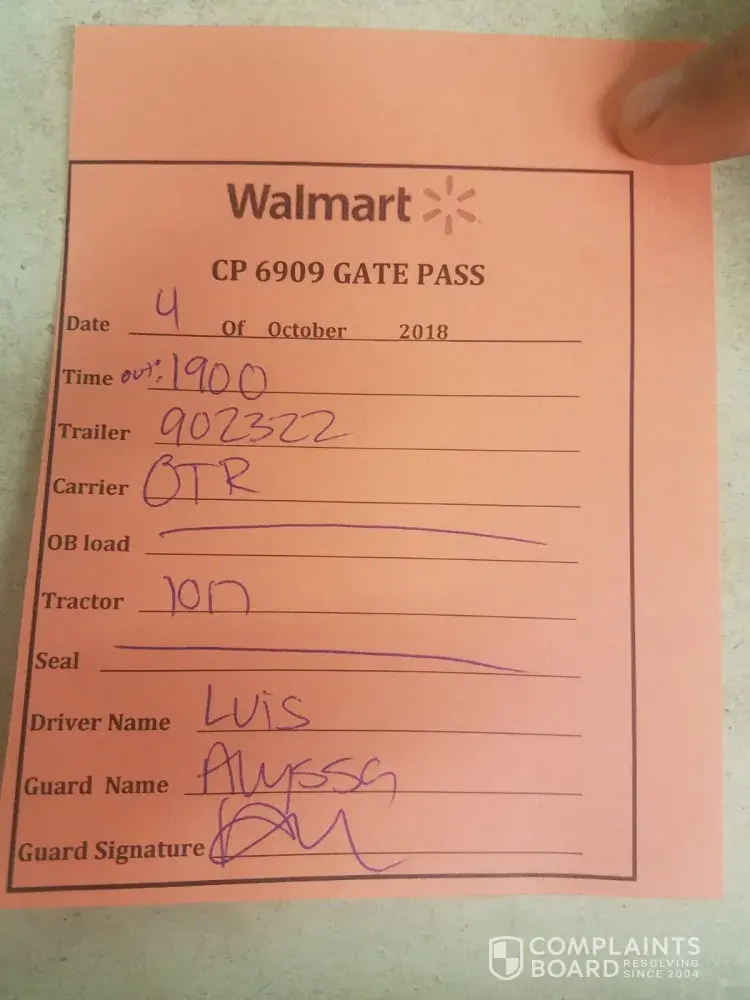 Walmart
CP 6909 GATE PASS
Date 4 Of October 2018
Time out: 1900
Trailer 902322
Carrier OTR
OB load
Tractor
Seal
Driver Name Luis
Guard Name Alyssa
Guard Signature
COMPLAINTS
BOARD RESOLVING
SINCE 2004